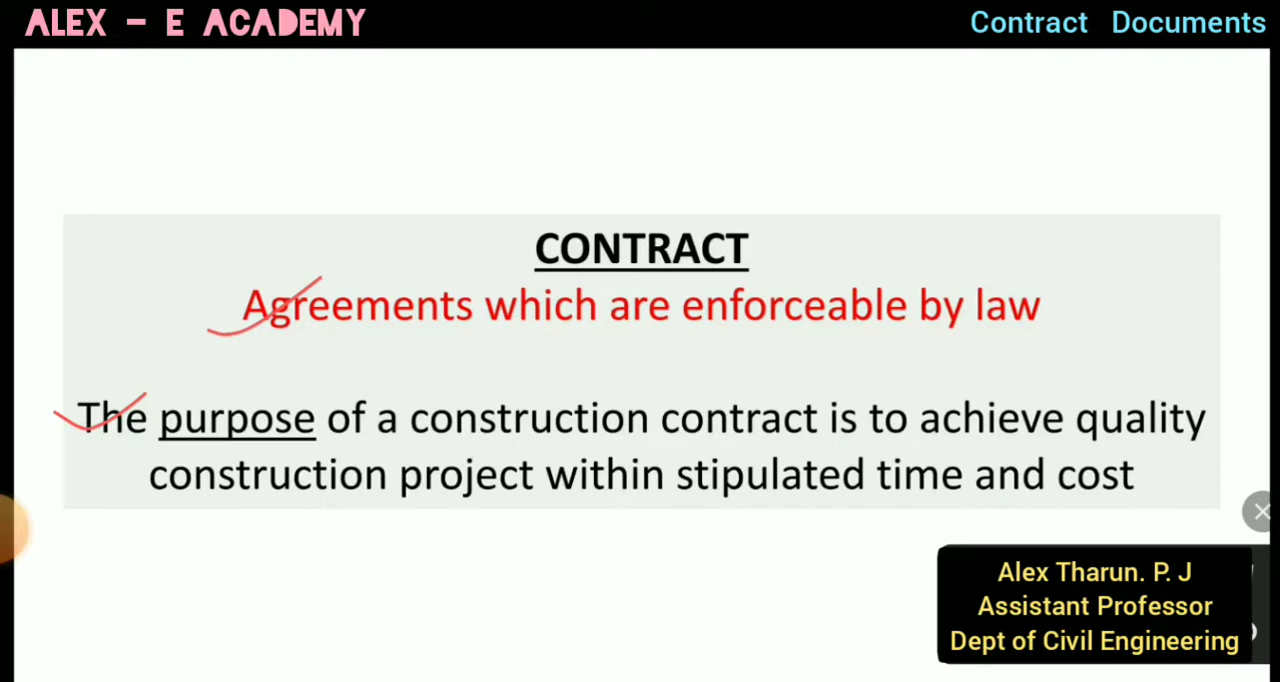 ALEX - E ACADEMY
Contract Documents
CONTRACT
Agreements which are enforceable by law
The purpose of a construction contract is to achieve quality
construction project within stipulated time and cost
Alex Tharun. P. J
Assistant Professor
Dept of Civil Engineering